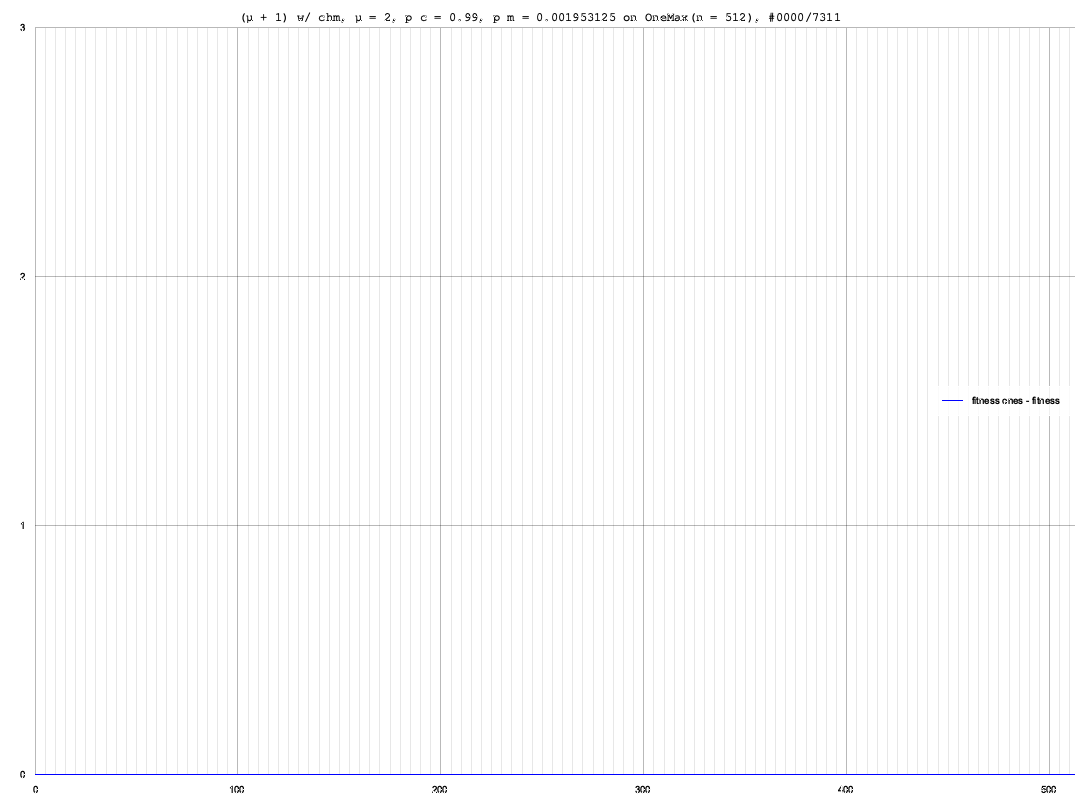 (μ + 1) w/ chm, μ = 2, p c = 0.99, p m = 0.001953125 on OneMax(n = 512), #0000/7311
3
2
fitness ones - fitness
1
0
0 100 200 300 400 500